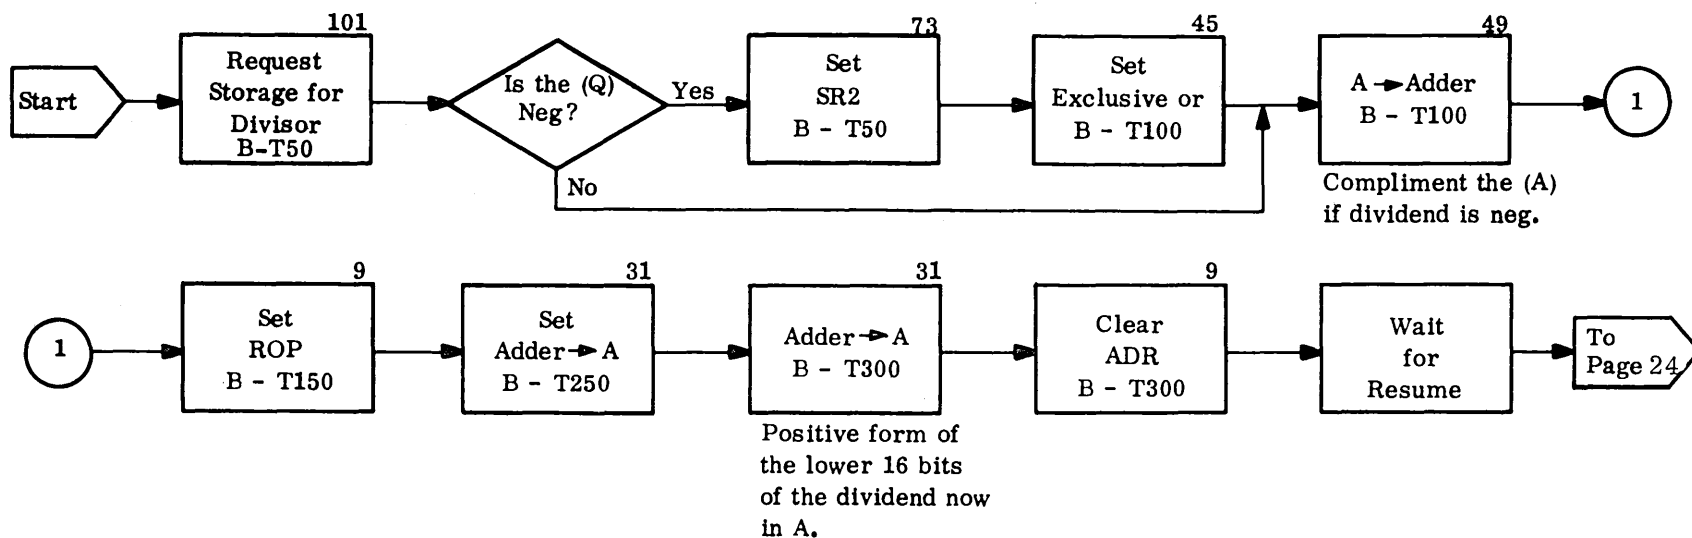 Start
101
Request
Storage for
Divisor
B-T50
Is the (Q)
Neg?
Yes
No
73
Set
SR2
B - T50
45
Set
Exclusive or
B - T100
49
A → Adder
B - T100
Compliment the (A)
if dividend is neg.
1
1
9
Set
ROP
B - T150
31
Set
Adder → A
B - T250
31
Adder → A
B - T300
Positive form of
the lower 16 bits
of the dividend now
in A.
9
Clear
ADR
B - T300
Wait
for
Resume
To
Page 24